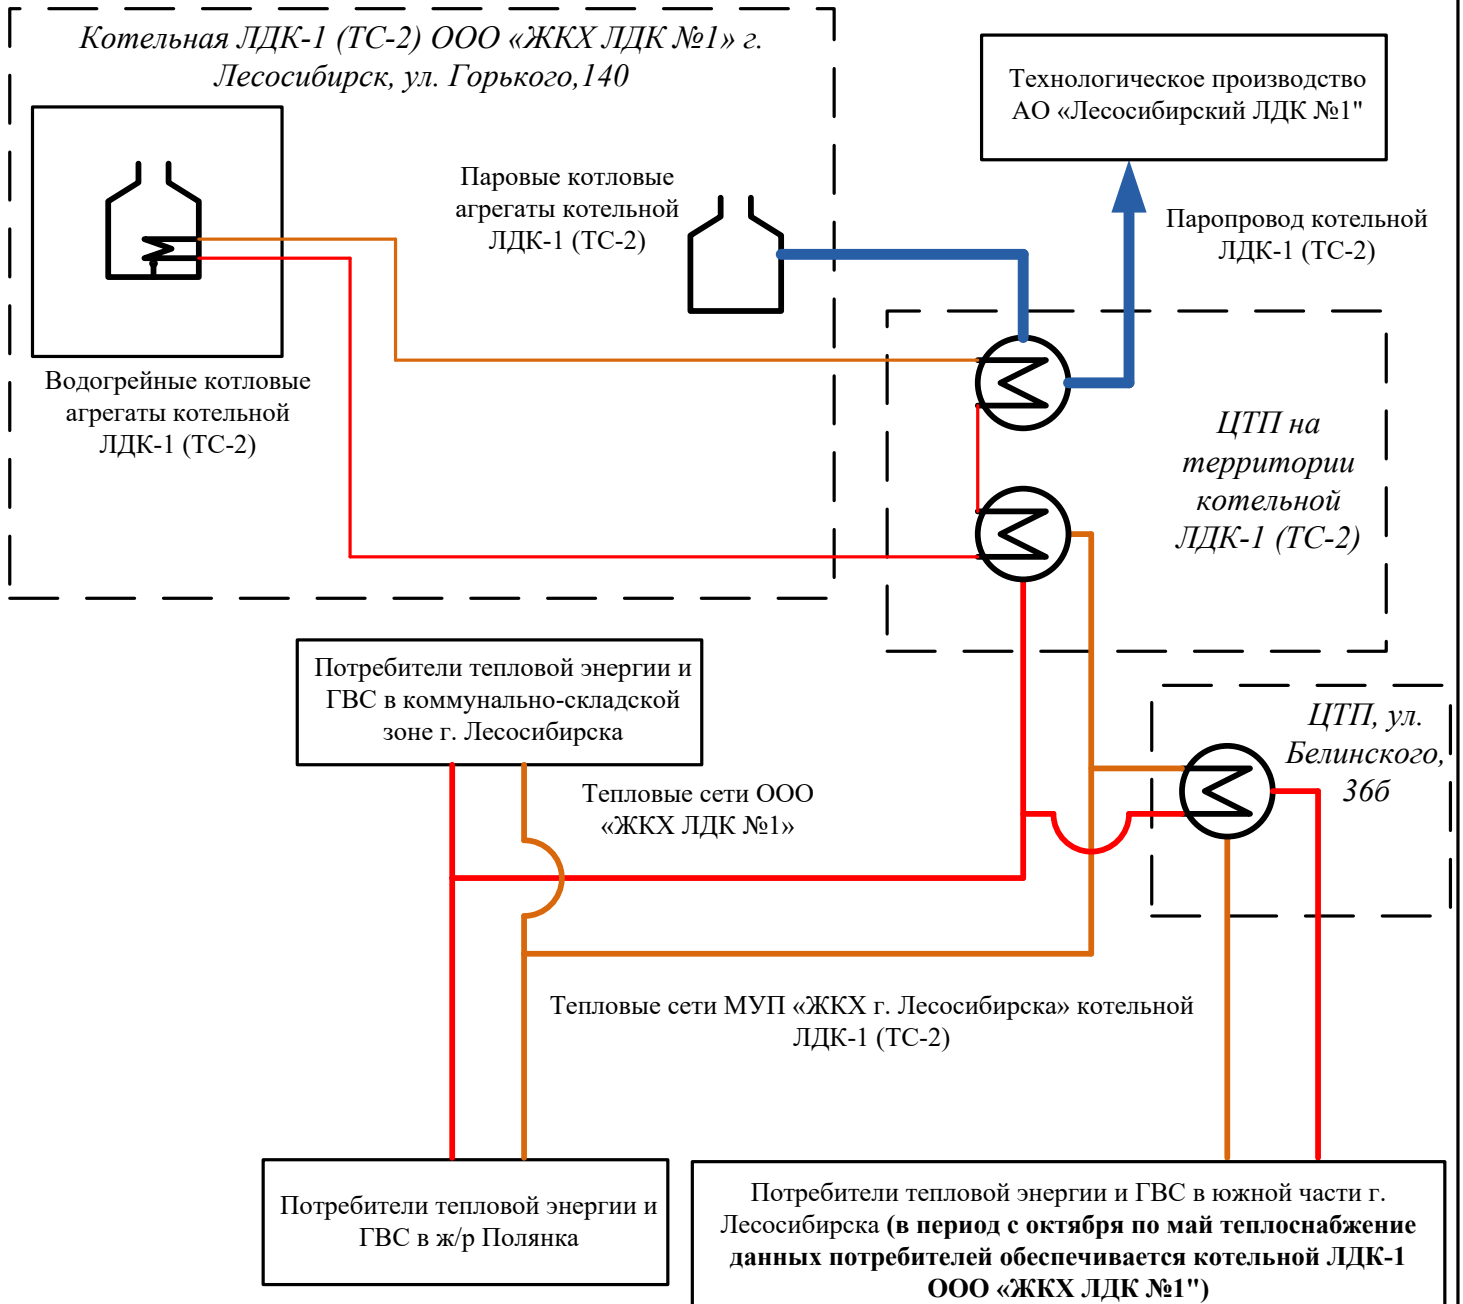 Котельная ЛДК-1 (ТС-2) ООО «ЖКХ ЛДК №1» г.
Лесосибирск, ул. Горького,140
Технологическое производство
АО «Лесосибирский ЛДК №1"
Паровые котловые
агрегаты котельной
ЛДК-1 (ТС-2)
Паропровод котельной
ЛДК-1 (ТС-2)
Водогрейные котловые
агрегаты котельной
ЛДК-1 (ТС-2)
ЦТП на
территории
котельной
ЛДК-1 (ТС-2)
Потребители тепловой энергии и
ГВС в коммунально-складской
зоне г. Лесосибирска
ЦТП, ул.
Белинского,
36б
Тепловые сети ООО
«ЖКХ ЛДК №1»
Тепловые сети МУП «ЖКХ г. Лесосибирска» котельной
ЛДК-1 (ТС-2)
Потребители тепловой энергии и
ГВС в ж/р Полянка
Потребители тепловой энергии и ГВС в южной части г.
Лесосибирска (в период с октября по май теплоснабжение
данных потребителей обеспечивается котельной ЛДК-1
ООО «ЖКХ ЛДК №1")